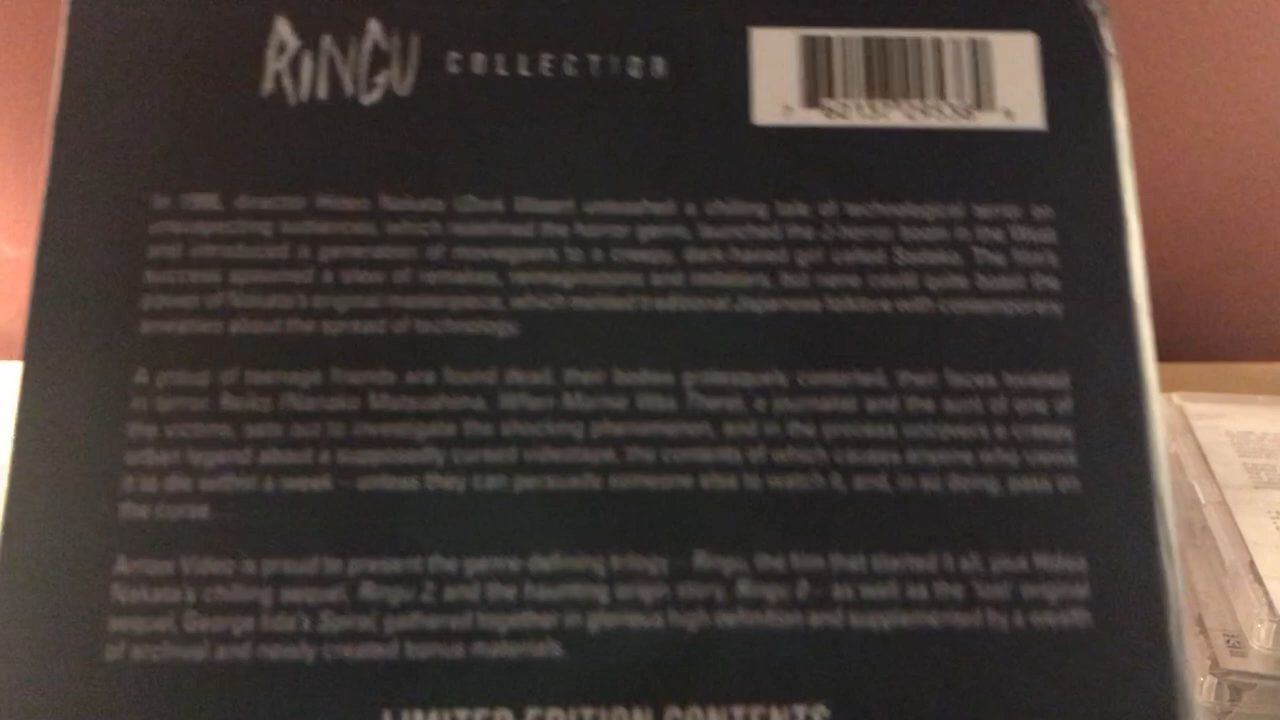 RINGU COLLECTION
In 1998, director Hideo Nakata (Dark Water) unleashed a chilling tale of technological terror on
unsuspecting audiences, which redefined the horror genre, launched the J-horror boom in the West
and introduced a generation of moviegoers to a creepy, dark-haired girl called Sadako. The film's
success spawned a slew of remakes, reimaginations and imitators, but none could quite boast the
power of Nakata's original masterpiece, which melded traditional Japanese folklore with contemporary
anxieties about the spread of technology.
A group of teenage friends are found dead, their bodies grotesquely contorted, their faces twisted
in terror. Reiko (Nanako Matsushima, When Marnie Was There), a journalist and the aunt of one of
the victims, sets out to investigate the shocking phenomenon, and in the process uncovers a creepy
urban legend about a supposedly cursed videotape, the contents of which causes anyone who views
it to die within a week – unless they can persuade someone else to watch it, and, in so doing, pass on
the curse...
Arrow Video is proud to present the genre-defining trilogy – Ringu, the film that started it all, plus Hideo
Nakata's chilling sequel, Ringu 2, and the haunting origin story, Ringu 0 – as well as the 'lost' original
sequel, George Iida's Spiral, gathered together in glorious high definition and supplemented by a wealth
of archival and newly created bonus materials.
LIMITED EDITION CONTENTS